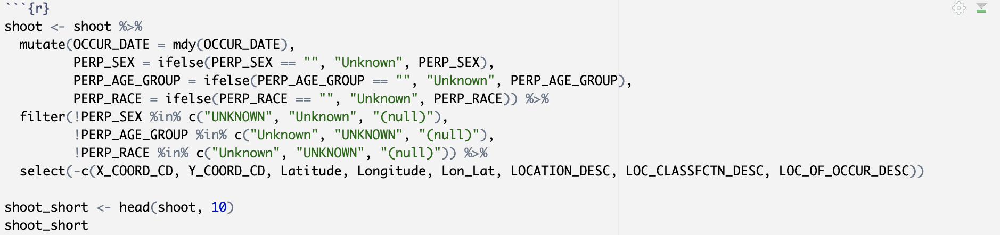 ```{r}
shoot <- shoot %>%
  mutate(OCCUR_DATE = mdy(OCCUR_DATE),
         PERP_SEX = ifelse(PERP_SEX == "", "Unknown", PERP_SEX),
         PERP_AGE_GROUP = ifelse(PERP_AGE_GROUP == "", "Unknown", PERP_AGE_GROUP),
         PERP_RACE = ifelse(PERP_RACE == "", "Unknown", PERP_RACE)) %>%
  filter(!PERP_SEX %in% c("UNKNOWN", "Unknown", "(null)"),
         !PERP_AGE_GROUP %in% c("Unknown", "UNKNOWN", "(null)"),
         !PERP_RACE %in% c("Unknown", "UNKNOWN", "(null)")) %>%
  select(-c(X_COORD_CD, Y_COORD_CD, Latitude, Longitude, Lon_Lat, LOCATION_DESC, LOC_CLASSFCTN_DESC, LOC_OF_OCCUR_DESC))

shoot_short <- head(shoot, 10)
shoot_short